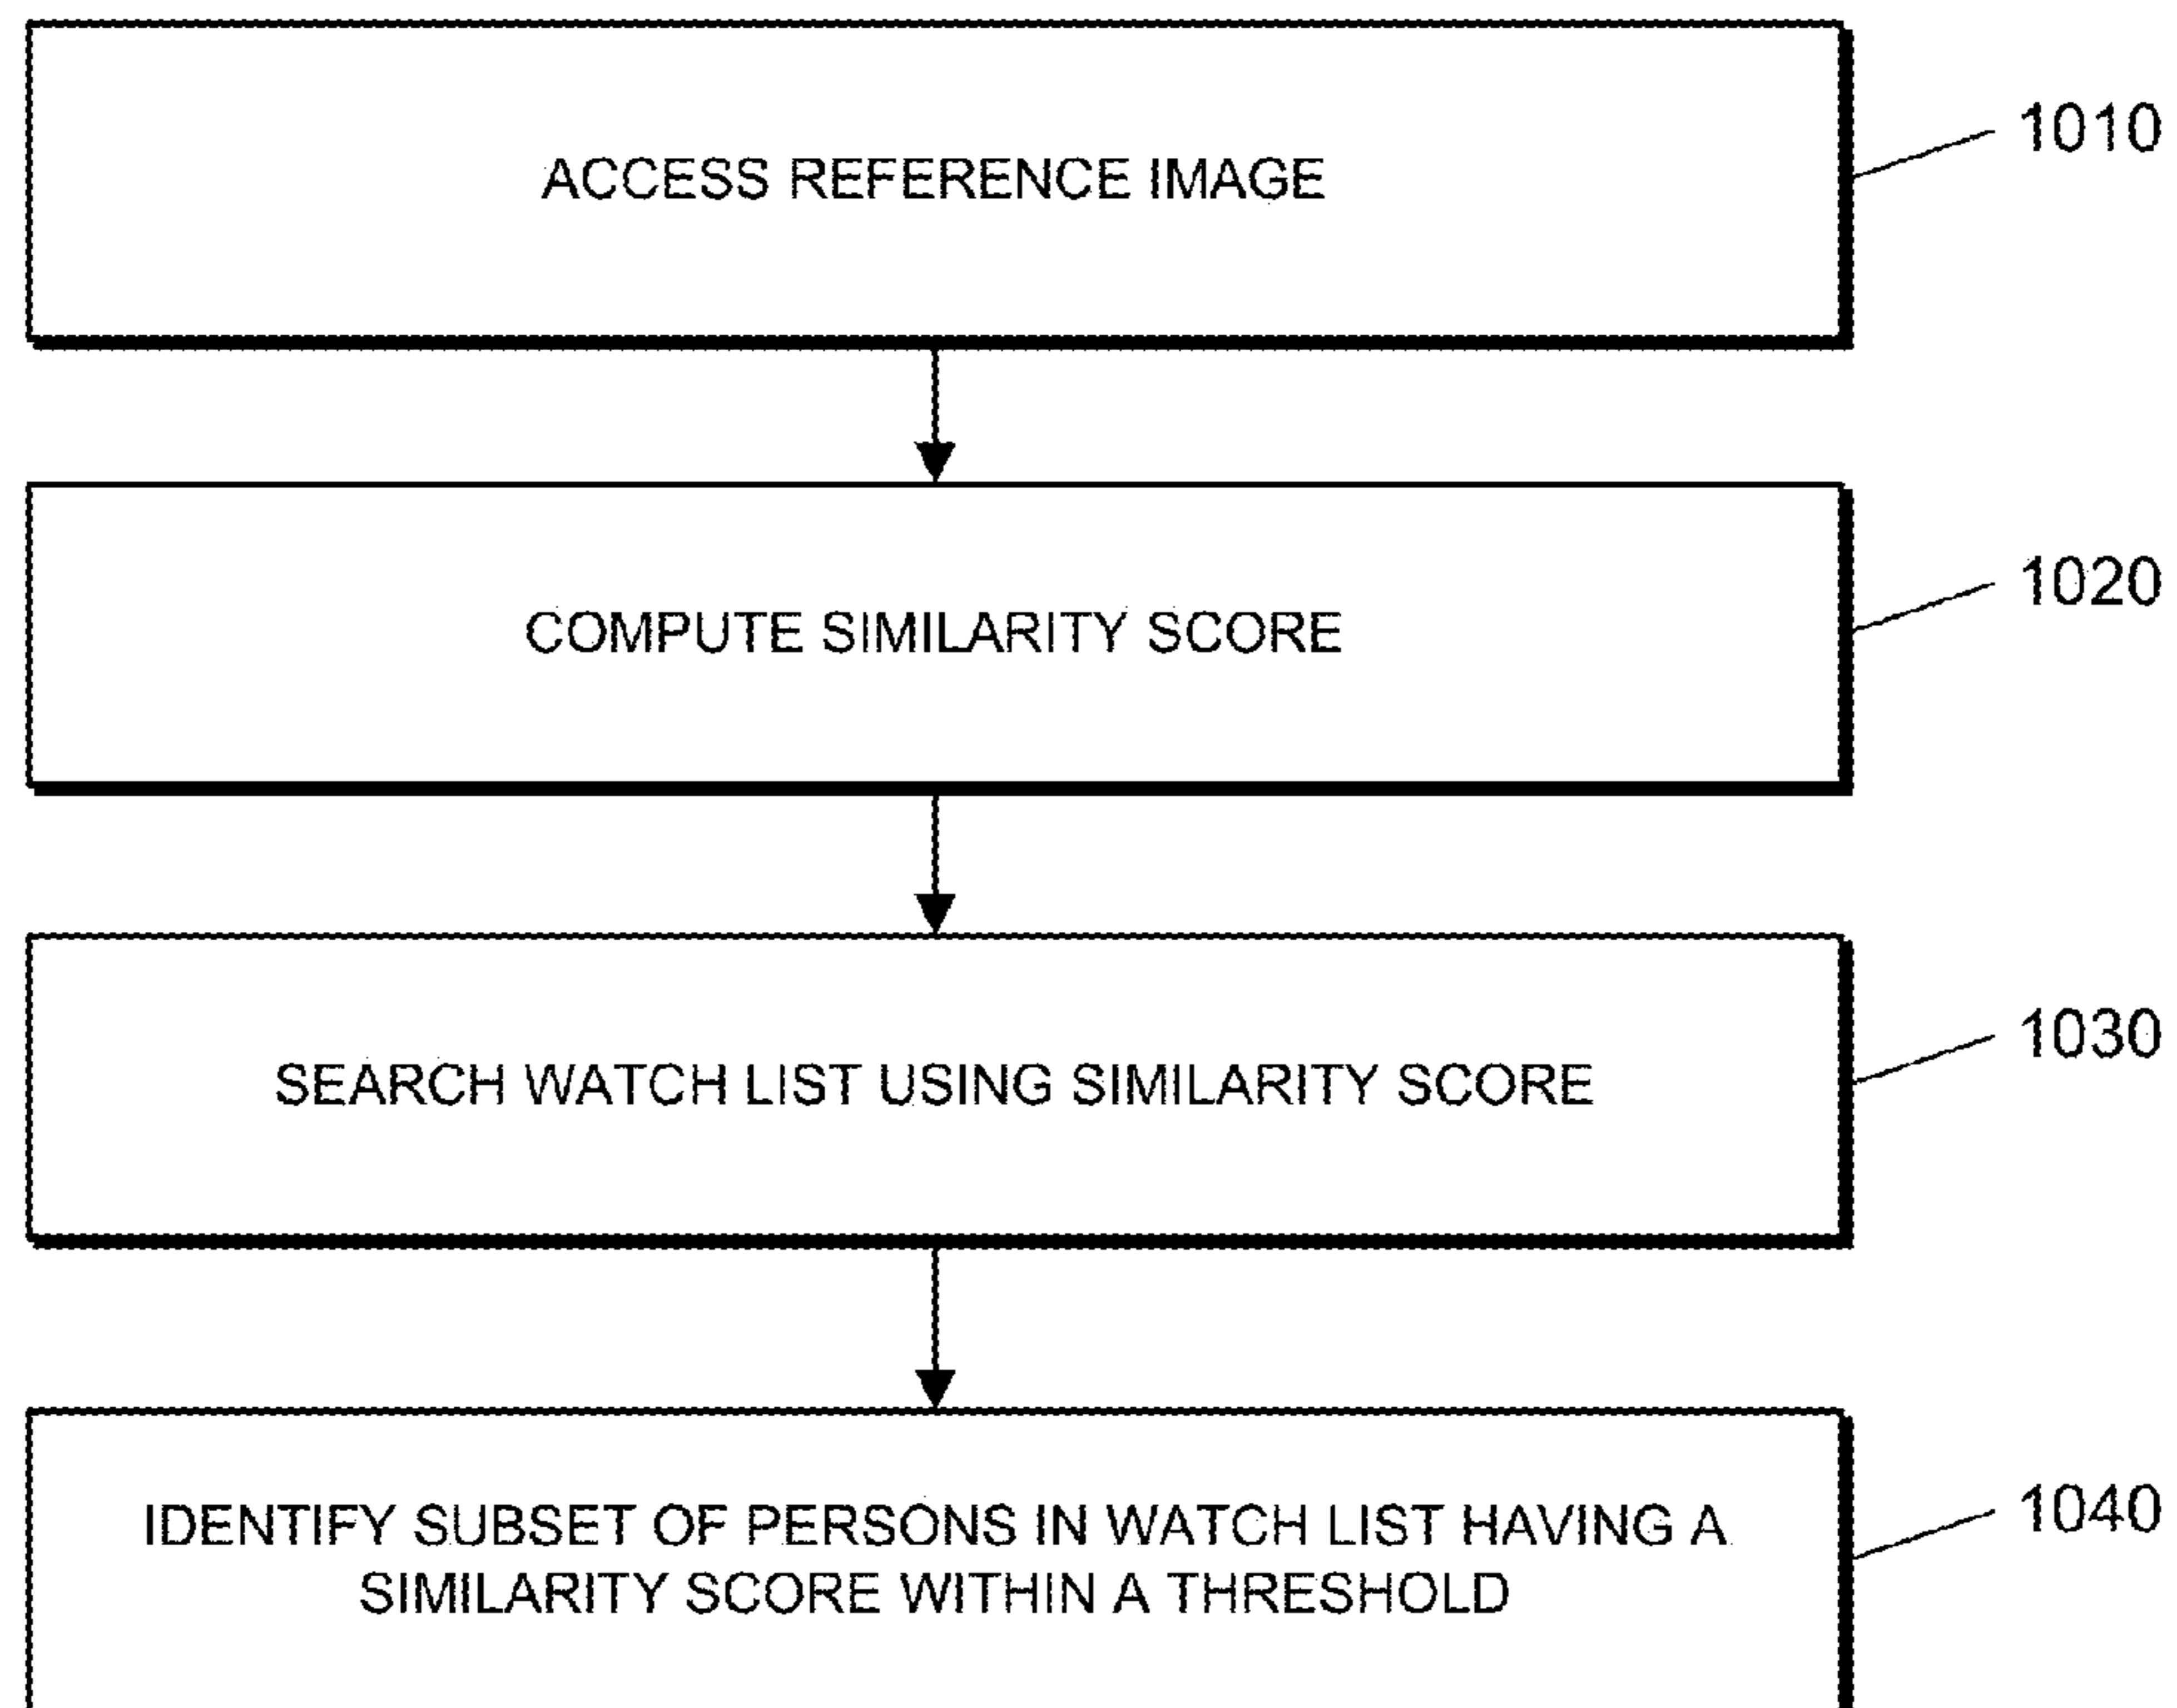 ACCESS REFERENCE IMAGE
1010
COMPUTE SIMILARITY SCORE
1020
SEARCH WATCH LIST USING SIMILARITY SCORE
1030
IDENTIFY SUBSET OF PERSONS IN WATCH LIST HAVING A
SIMILARITY SCORE WITHIN A THRESHOLD
1040